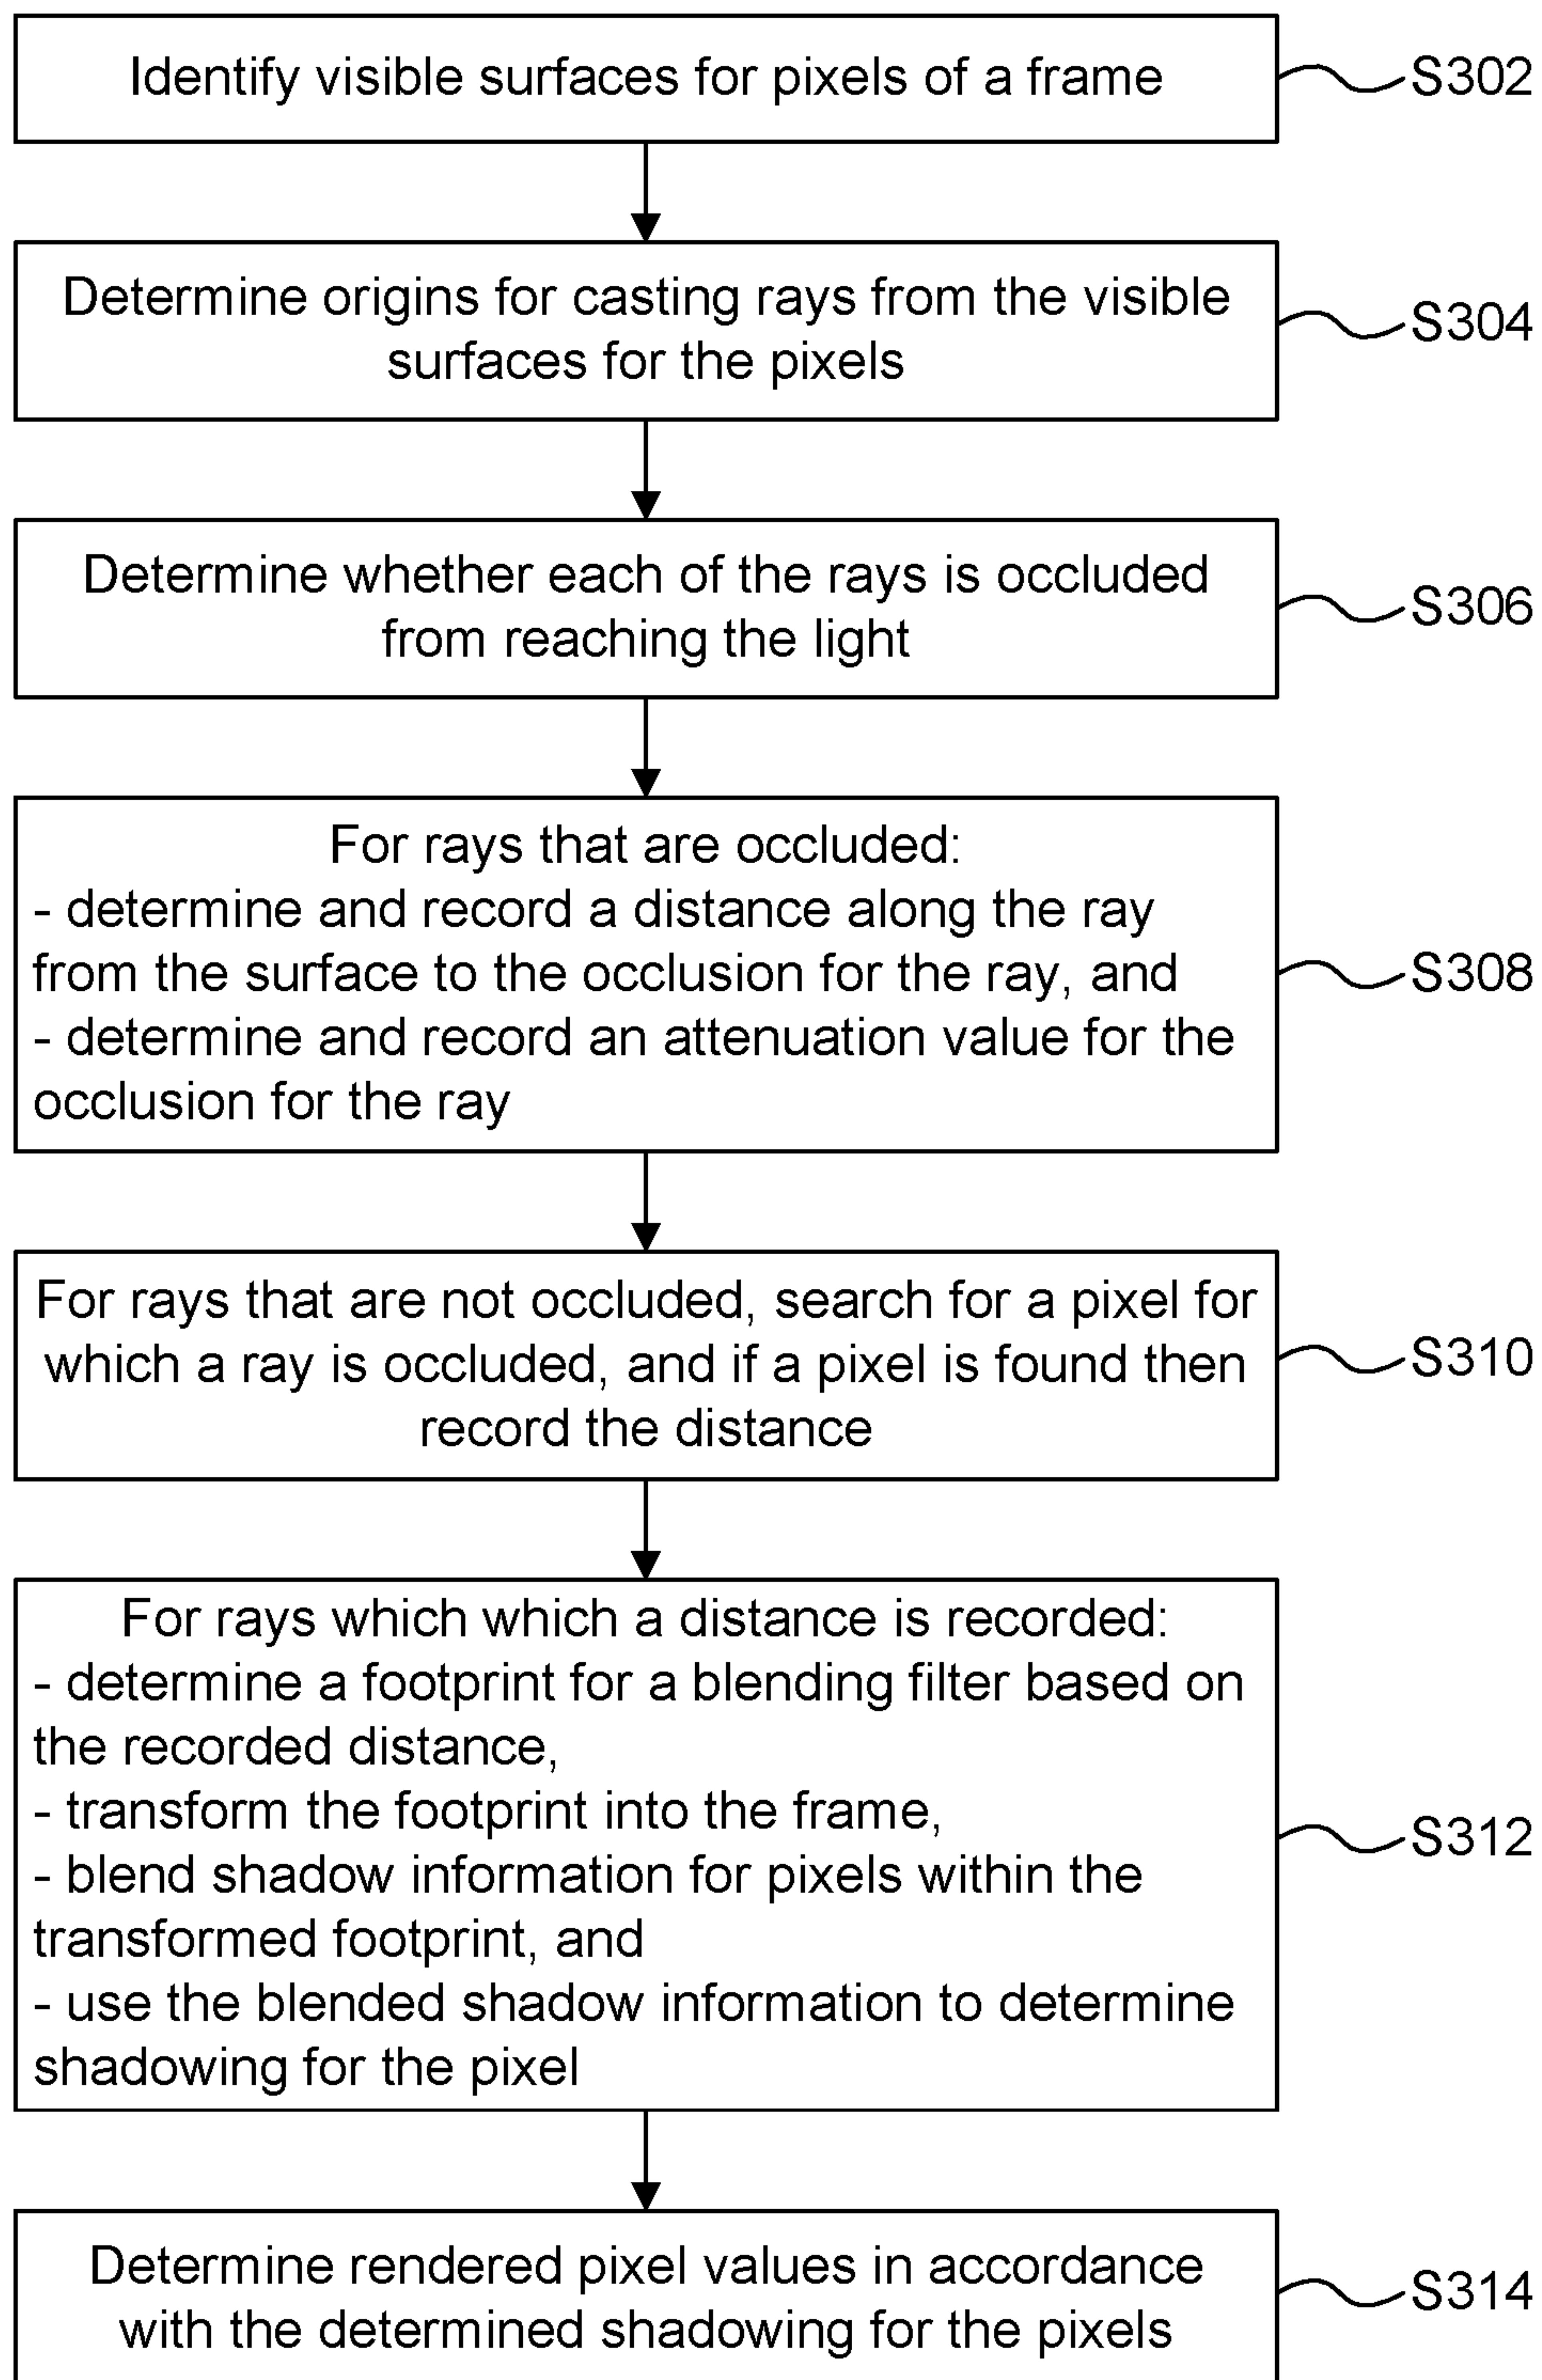 Identify visible surfaces for pixels of a frame
S302
Determine origins for casting rays from the visible
surfaces for the pixels
S304
Determine whether each of the rays is occluded
from reaching the light
S306
For rays that are occluded:
- determine and record a distance along the ray
from the surface to the occlusion for the ray, and
- determine and record an attenuation value for the
occlusion for the ray
S308
For rays that are not occluded, search for a pixel for
which a ray is occluded, and if a pixel is found then
record the distance
S310
For rays which which a distance is recorded:
- determine a footprint for a blending filter based on
the recorded distance,
- transform the footprint into the frame,
- blend shadow information for pixels within the
transformed footprint, and
- use the blended shadow information to determine
shadowing for the pixel
S312
Determine rendered pixel values in accordance
with the determined shadowing for the pixels
S314